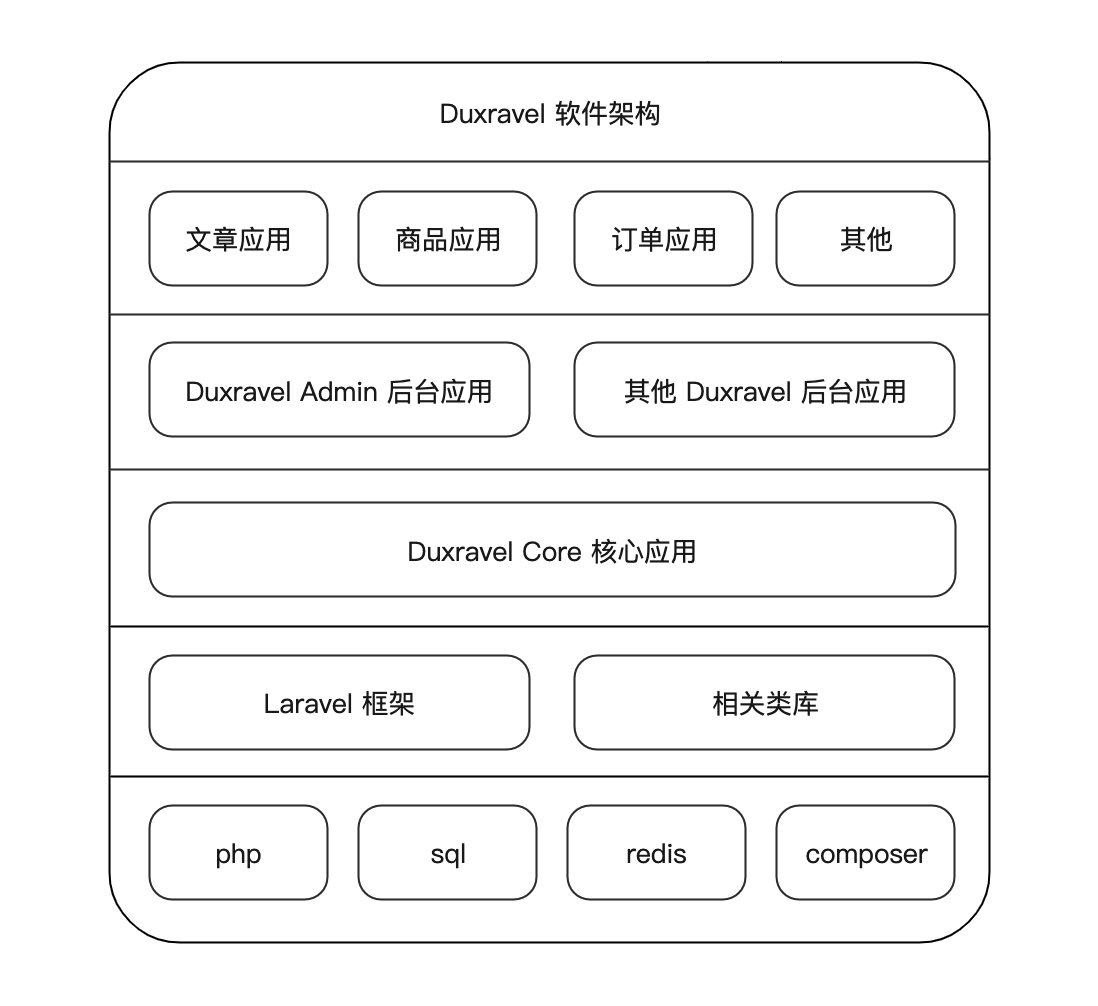 Duxravel 软件架构
文章应用
商品应用
订单应用
其他
Duxravel Admin 后台应用
其他 Duxravel 后台应用
Duxravel Core 核心应用
Laravel 框架
相关类库
php
sql
redis
composer